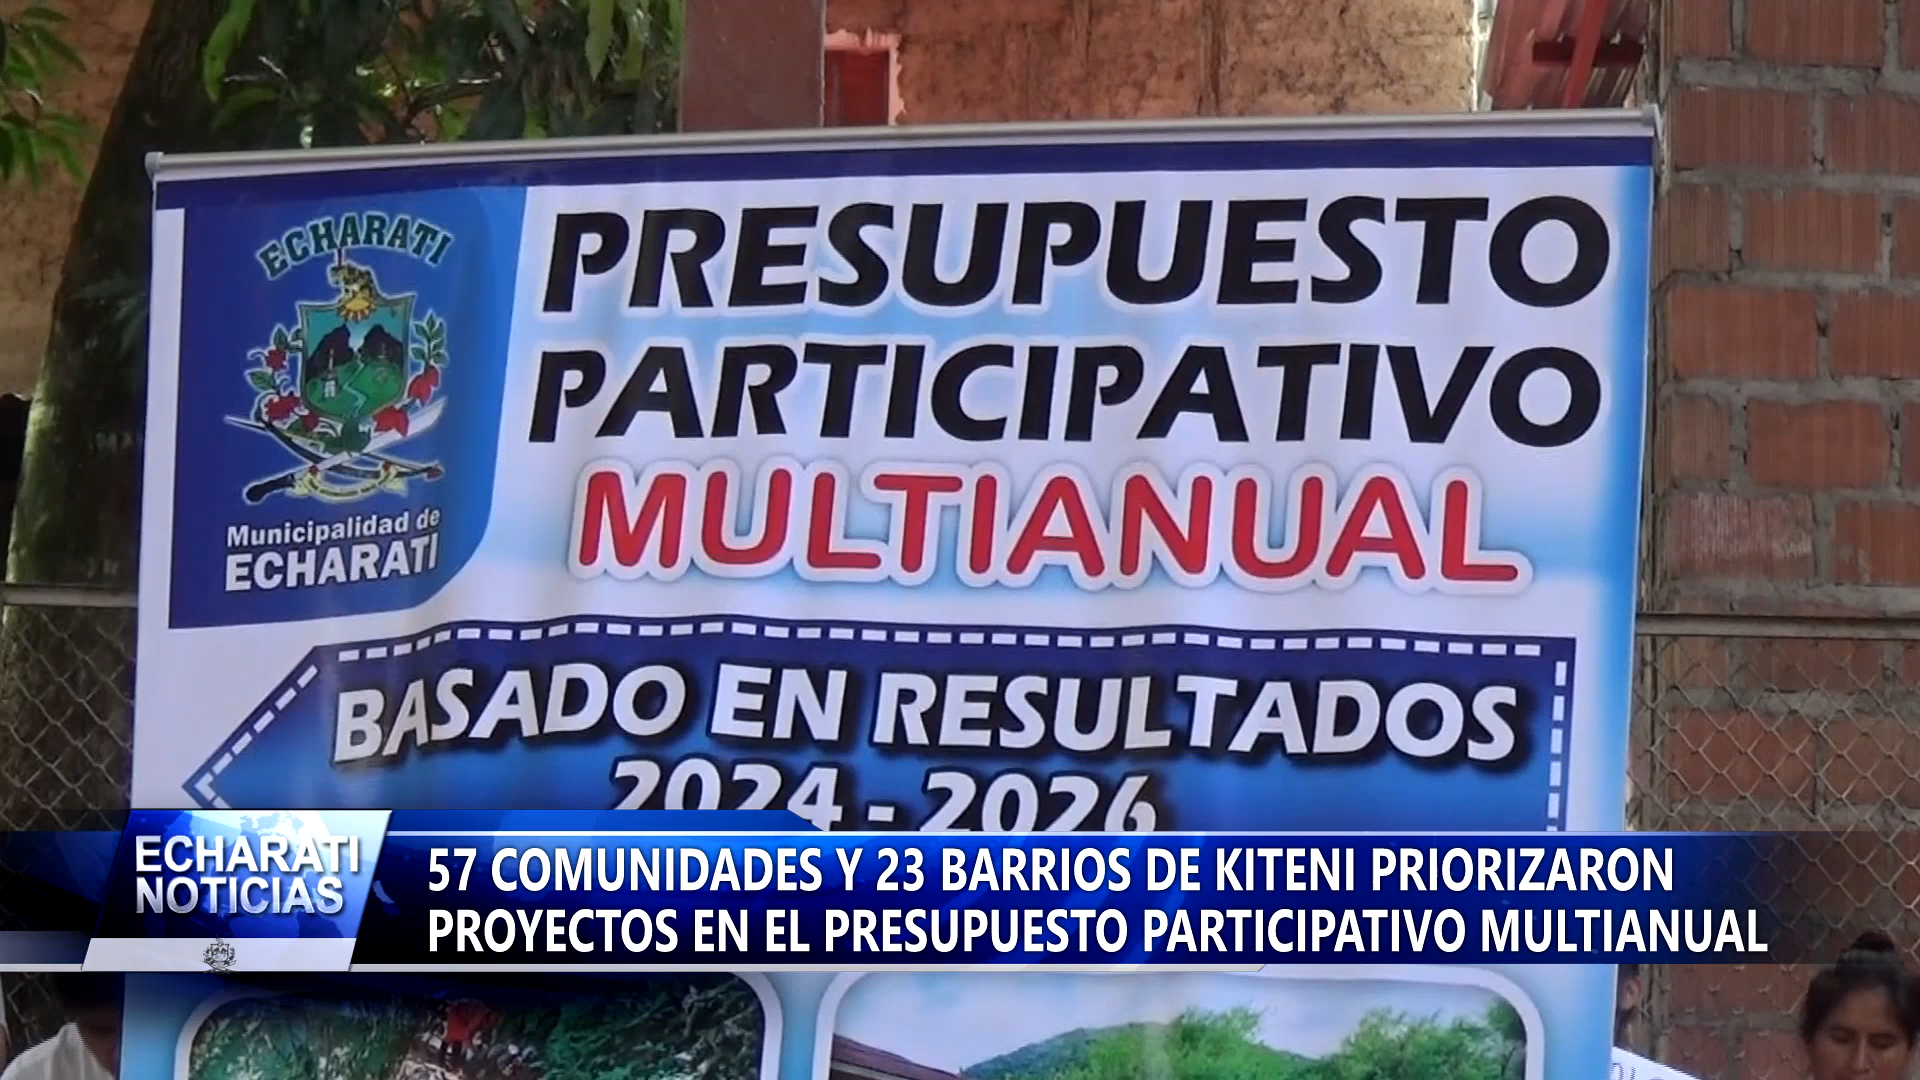 ECHARATI
Municipalidad de
ECHARATI
PRESUPUESTO
PARTICIPATIVO
MULTIANUAL
BASADO EN RESULTADOS
2024 - 2026
ECHARATI
NOTICIAS
57 COMUNIDADES Y 23 BARRIOS DE KITENI PRIORIZARON
PROYECTOS EN EL PRESUPUESTO PARTICIPATIVO MULTIANUAL